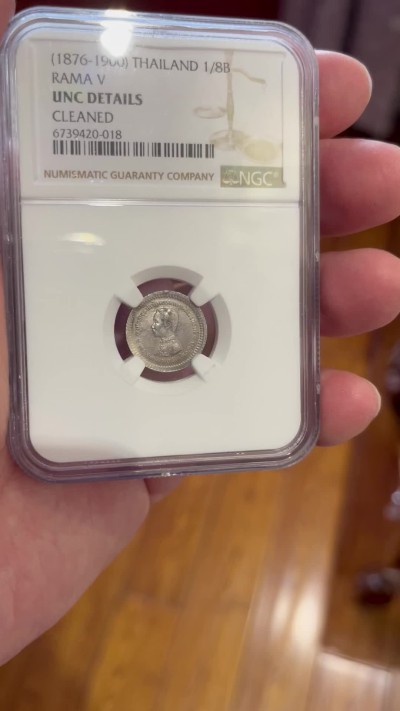 (1876-1900) THAILAND 1/8B
RAMA V
UNC DETAILS
CLEANED
6739420-018
NUMISMATIC GUARANTY COMPANY NGC